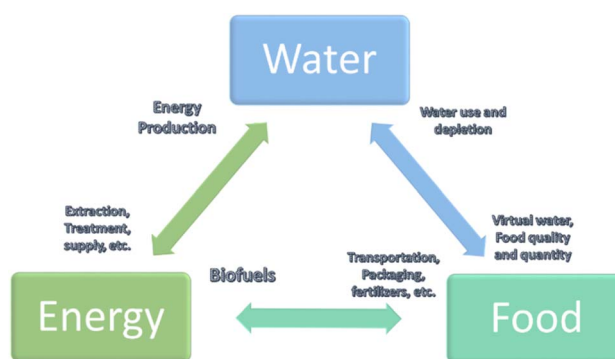 Water
Energy
Production
Water use and
depletion
Extraction,
Treatment,
supply, etc.
Virtual water,
Food quality
and quantity
Biofuels
Transportation,
Packaging,
fertilizers, etc.
Energy
Food